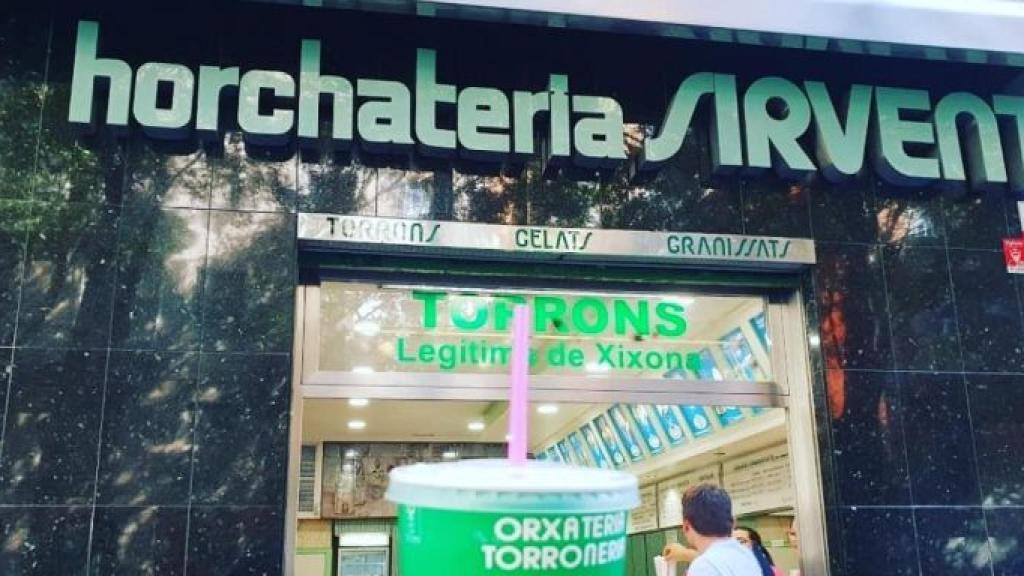 horchateria SIRVENT
TORRONS GELATS GRANISSATS
TORRONS
Legitims de Xixona
ORXATERIA
TORRONERIA